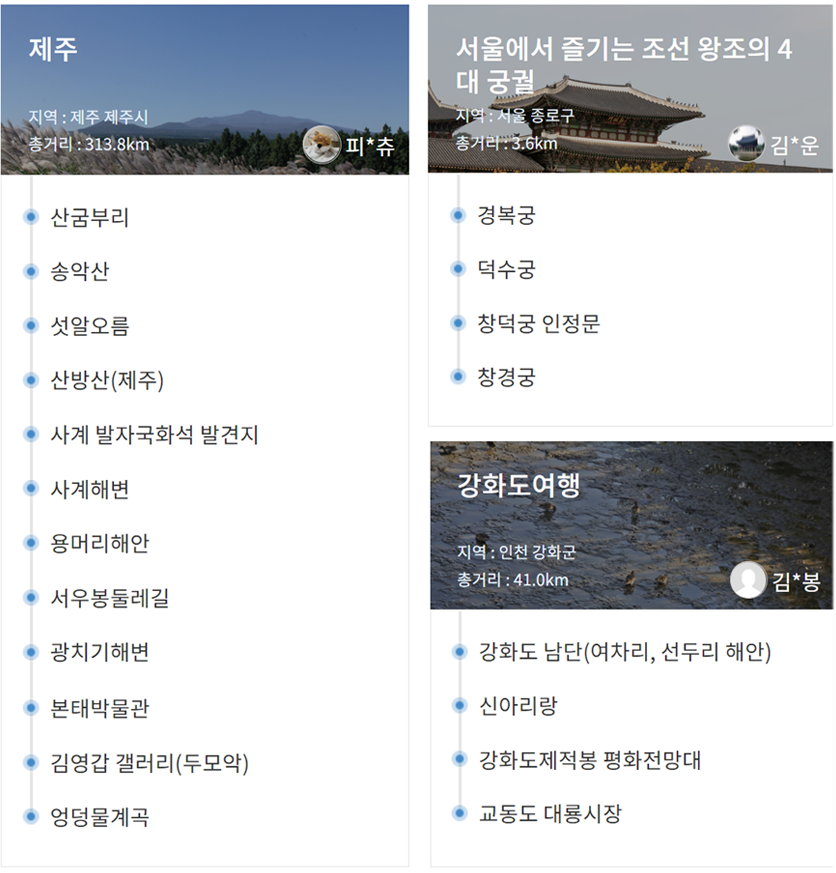 제주
지역 : 제주 제주시
총거리 : 313.8km
피*츄
산굼부리
송악산
섯알오름
산방산(제주)
사계 발자국화석 발견지
사계해변
용머리해안
서우봉둘레길
광치기해변
본태박물관
김영갑 갤러리(두모악)
엉덩물계곡
서울에서 즐기는 조선 왕조의 4
대 궁궐
지역 : 서울 종로구
총거리 : 3.6km
김*운
경복궁
덕수궁
창덕궁 인정문
창경궁
강화도여행
지역 : 인천 강화군
총거리 : 41.0km
김*봉
강화도 남단(여차리, 선두리 해안)
신아리랑
강화도제적봉 평화전망대
교동도 대룡시장